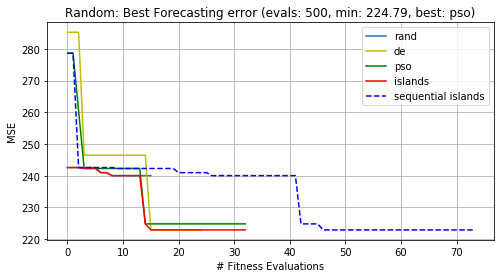 Random: Best Forecasting error (evals: 500, min: 224.79, best: pso)
MSE
280
270
260
250
240
230
220
rand
de
pso
islands
sequential islands
0 10 20 30 40 50 60 70
# Fitness Evaluations